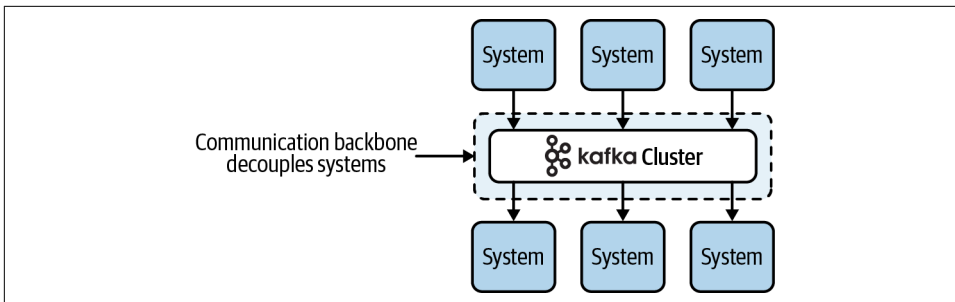 System System System
Communication backbone
decouples systems
kafka Cluster
System System System